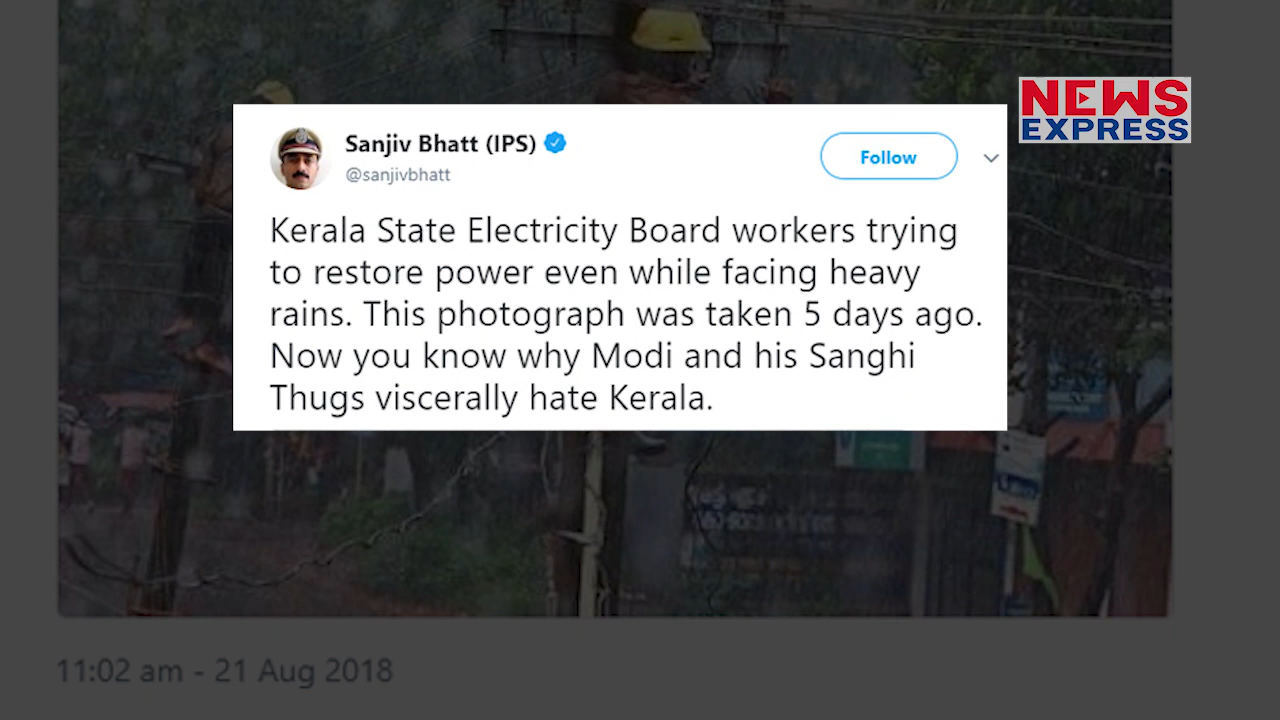 NEWS
EXPRESS
Sanjiv Bhatt (IPS)
@sanjivbhatt
Follow
Kerala State Electricity Board workers trying
to restore power even while facing heavy
rains. This photograph was taken 5 days ago.
Now you know why Modi and his Sanghi
Thugs viscerally hate Kerala.
11:02 am - 21 Aug 2018